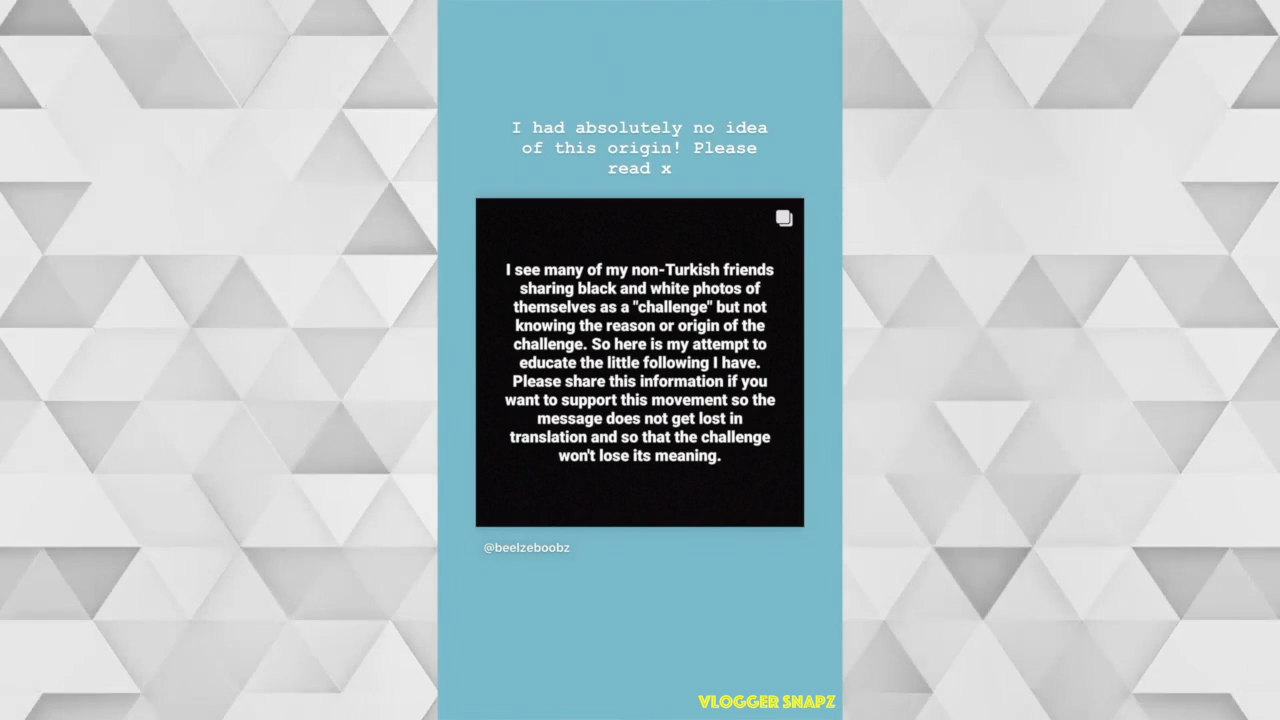 I had absolutely no idea
of this origin! Please
read x
I see many of my non-Turkish friends
sharing black and white photos of
themselves as a "challenge" but not
knowing the reason or origin of the
challenge. So here is my attempt to
educate the little following I have.
Please share this information if you
want to support this movement so the
message does not get lost in
translation and so that the challenge
won't lose its meaning.
@beelzeboobz
VLOGGER SNAPZ